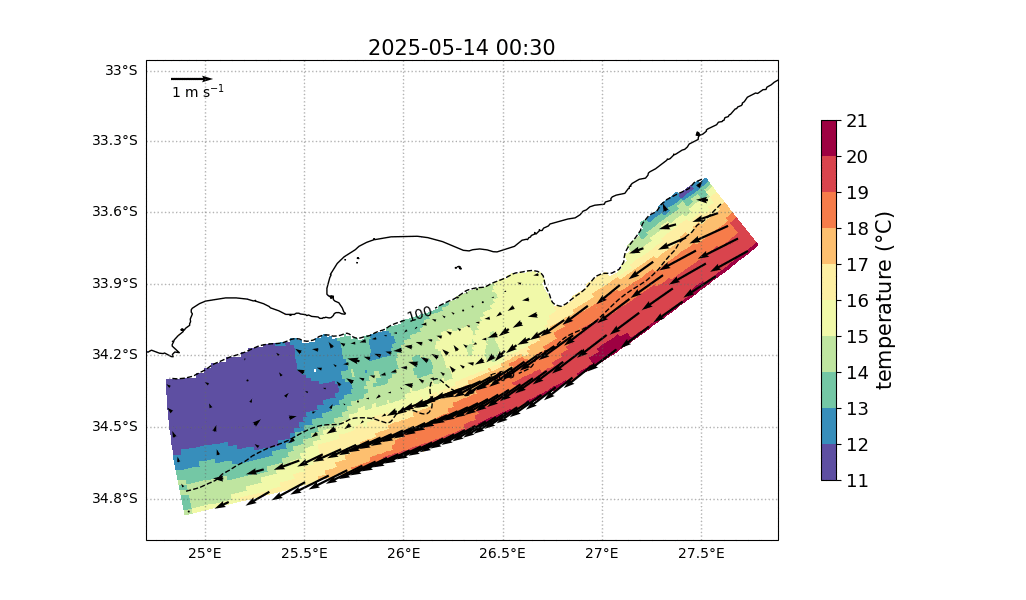 2025-05-14 00:30
1 m s⁻¹
33°S
33.3°S
33.6°S
33.9°S
34.2°S
34.5°S
34.8°S
100
25°E 25.5°E 26°E 26.5°E 27°E 27.5°E
21
20
19
18
17
16
15
14
13
12
11
temperature (°C)